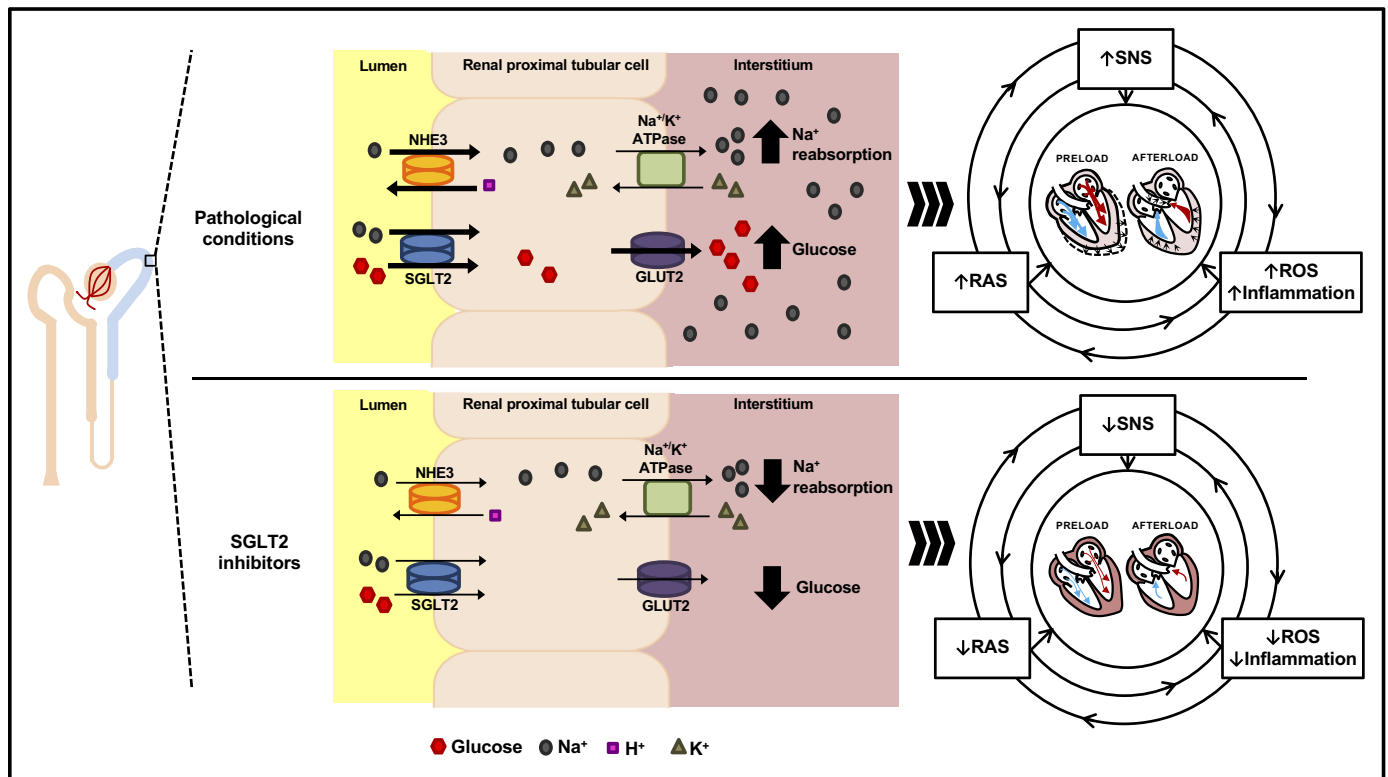 Lumen
Renal proximal tubular cell
Interstitium
NHE3
Na⁺/K⁺
ATPase
Na⁺
reabsorption
SGLT2
GLUT2
Glucose
Pathological
conditions
↑SNS
PRELOAD
AFTERLOAD
↑RAS
↑ROS
↑Inflammation
Lumen
Renal proximal tubular cell
Interstitium
NHE3
Na⁺/K⁺
ATPase
Na⁺
reabsorption
SGLT2
GLUT2
Glucose
SGLT2
inhibitors
↓SNS
PRELOAD
AFTERLOAD
↓RAS
↓ROS
↓Inflammation
Glucose Na⁺ H⁺ K⁺